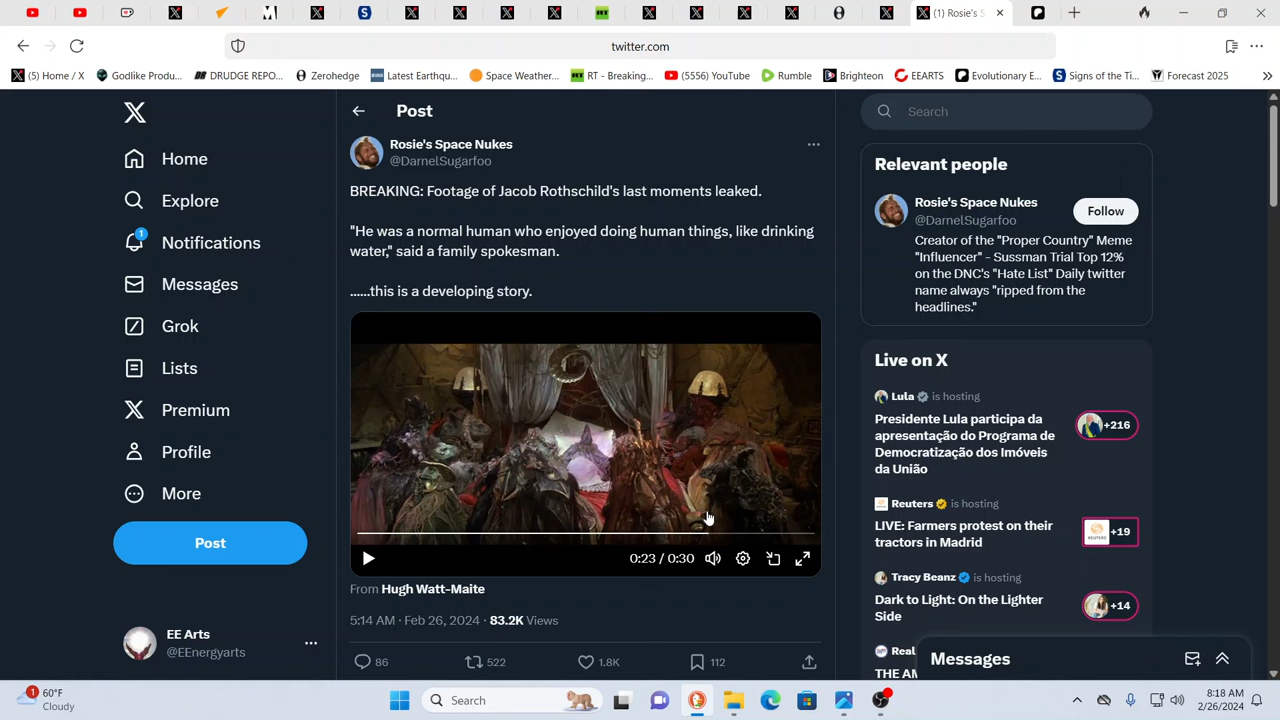 (1) Rosie's S
twitter.com
(5) Home / X
Godlike Produ...
DRUDGE REPO...
Zerohedge
Latest Earthqu...
Space Weather...
RT - Breaking...
(5556) YouTube
Rumble
Brighteon
EEARTS
Evolutionary E...
Signs of the Ti...
Forecast 2025
Home
Explore
1
Notifications
Messages
Grok
Lists
Premium
Profile
More
Post
EE Arts
@EEnergyarts
Post
Rosie's Space Nukes
@DarnelSugarfoo
BREAKING: Footage of Jacob Rothschild's last moments leaked.
"He was a normal human who enjoyed doing human things, like drinking
water," said a family spokesman.
......this is a developing story.
0:23 / 0:30
From Hugh Watt-Maite
5:14 AM · Feb 26, 2024 · 83.2K Views
86
522
1.8K
112
Search
Relevant people
Rosie's Space Nukes
@DarnelSugarfoo
Follow
Creator of the "Proper Country" Meme
"Influencer" - Sussman Trial Top 12%
on the DNC's "Hate List" Daily twitter
name always "ripped from the
headlines."
Live on X
Lula is hosting
Presidente Lula participa da
apresentação do Programa de
Democratização dos Imóveis
da União
+216
Reuters is hosting
LIVE: Farmers protest on their
tractors in Madrid
+19
Tracy Beanz is hosting
Dark to Light: On the Lighter
Side
+14
Real
THE AM
Messages
1
60°F
Cloudy
Search
8:18 AM
2/26/2024